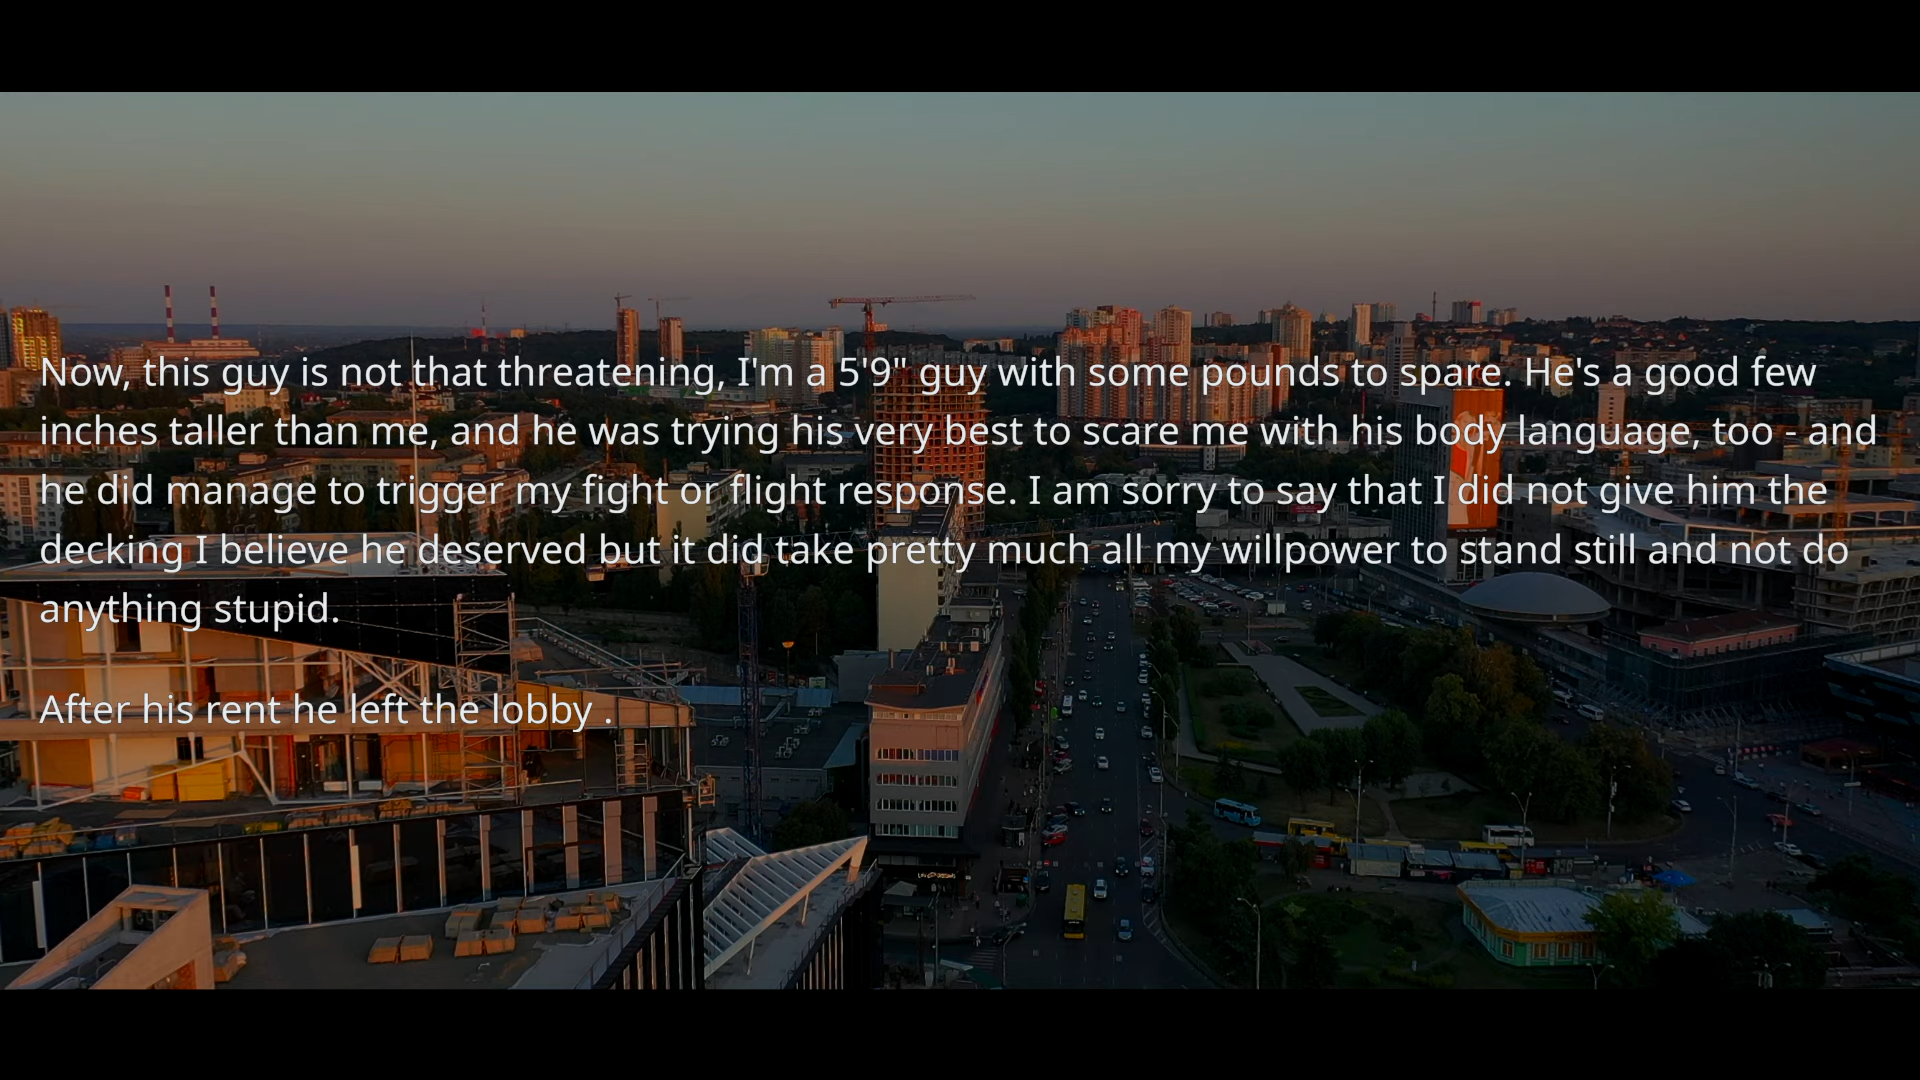 Now, this guy is not that threatening, I'm a 5'9" guy with some pounds to spare. He's a good few
inches taller than me, and he was trying his very best to scare me with his body language, too - and
he did manage to trigger my fight or flight response. I am sorry to say that I did not give him the
decking I believe he deserved but it did take pretty much all my willpower to stand still and not do
anything stupid.
After his rent he left the lobby .